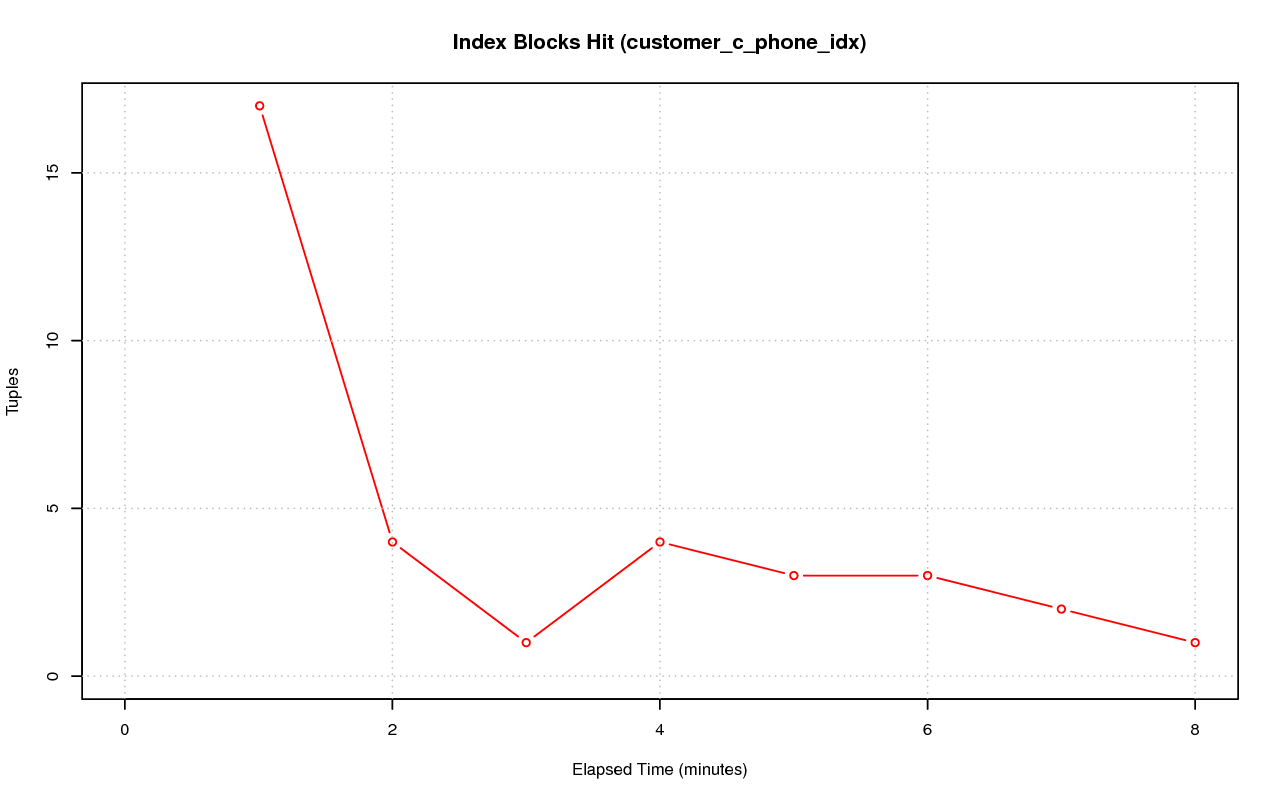 Index Blocks Hit (customer_c_phone_idx)
Tuples
15
10
5
0
0 2 4 6 8
Elapsed Time (minutes)